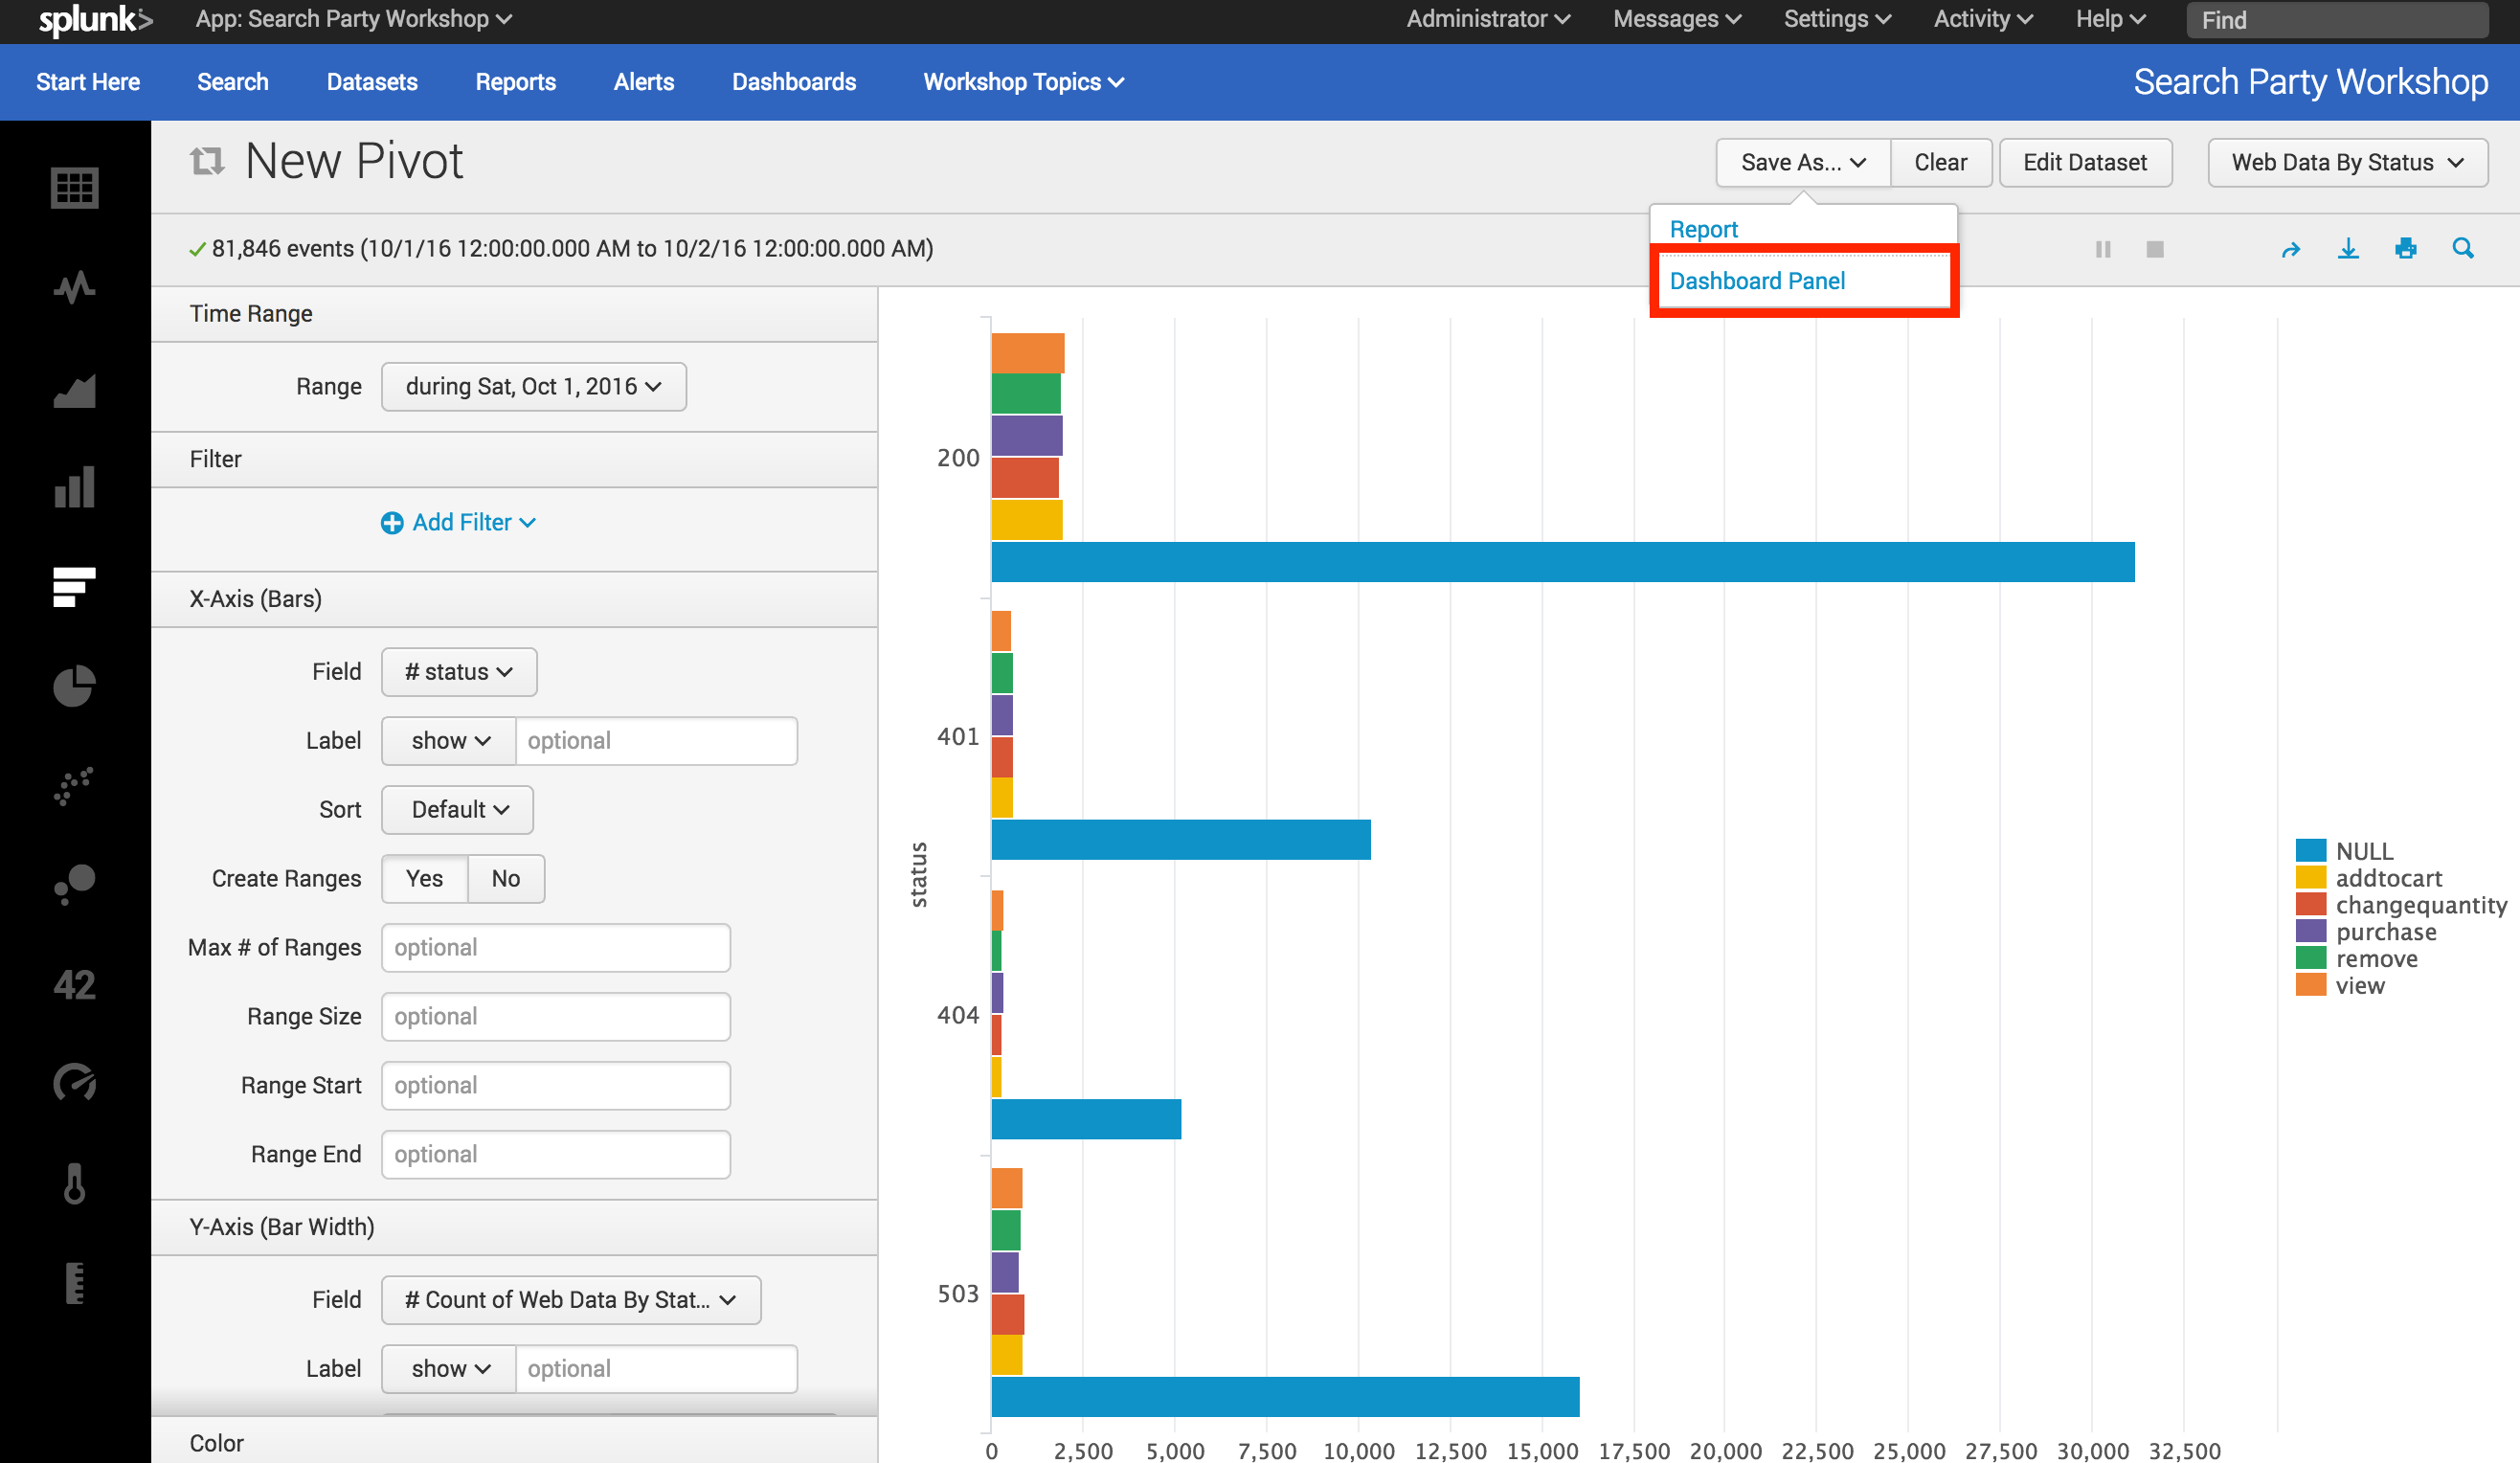 splunk> App: Search Party Workshop Administrator Messages Settings Activity Help Find
Start Here Search Datasets Reports Alerts Dashboards Workshop Topics Search Party Workshop
New Pivot Save As... Clear Edit Dataset Web Data By Status
Report
81,846 events (10/1/16 12:00:00.000 AM to 10/2/16 12:00:00.000 AM)
Dashboard Panel
Time Range
Range during Sat, Oct 1, 2016
Filter
Add Filter
X-Axis (Bars)
Field # status
Label show optional
Sort Default
Create Ranges Yes No
Max # of Ranges optional
Range Size optional
Range Start optional
Range End optional
Y-Axis (Bar Width)
Field # Count of Web Data By Stat...
Label show optional
Color
42
status
200
401
404
503
0 2,500 5,000 7,500 10,000 12,500 15,000 17,500 20,000 22,500 25,000 27,500 30,000 32,500
NULL
addtocart
changequantity
purchase
remove
view